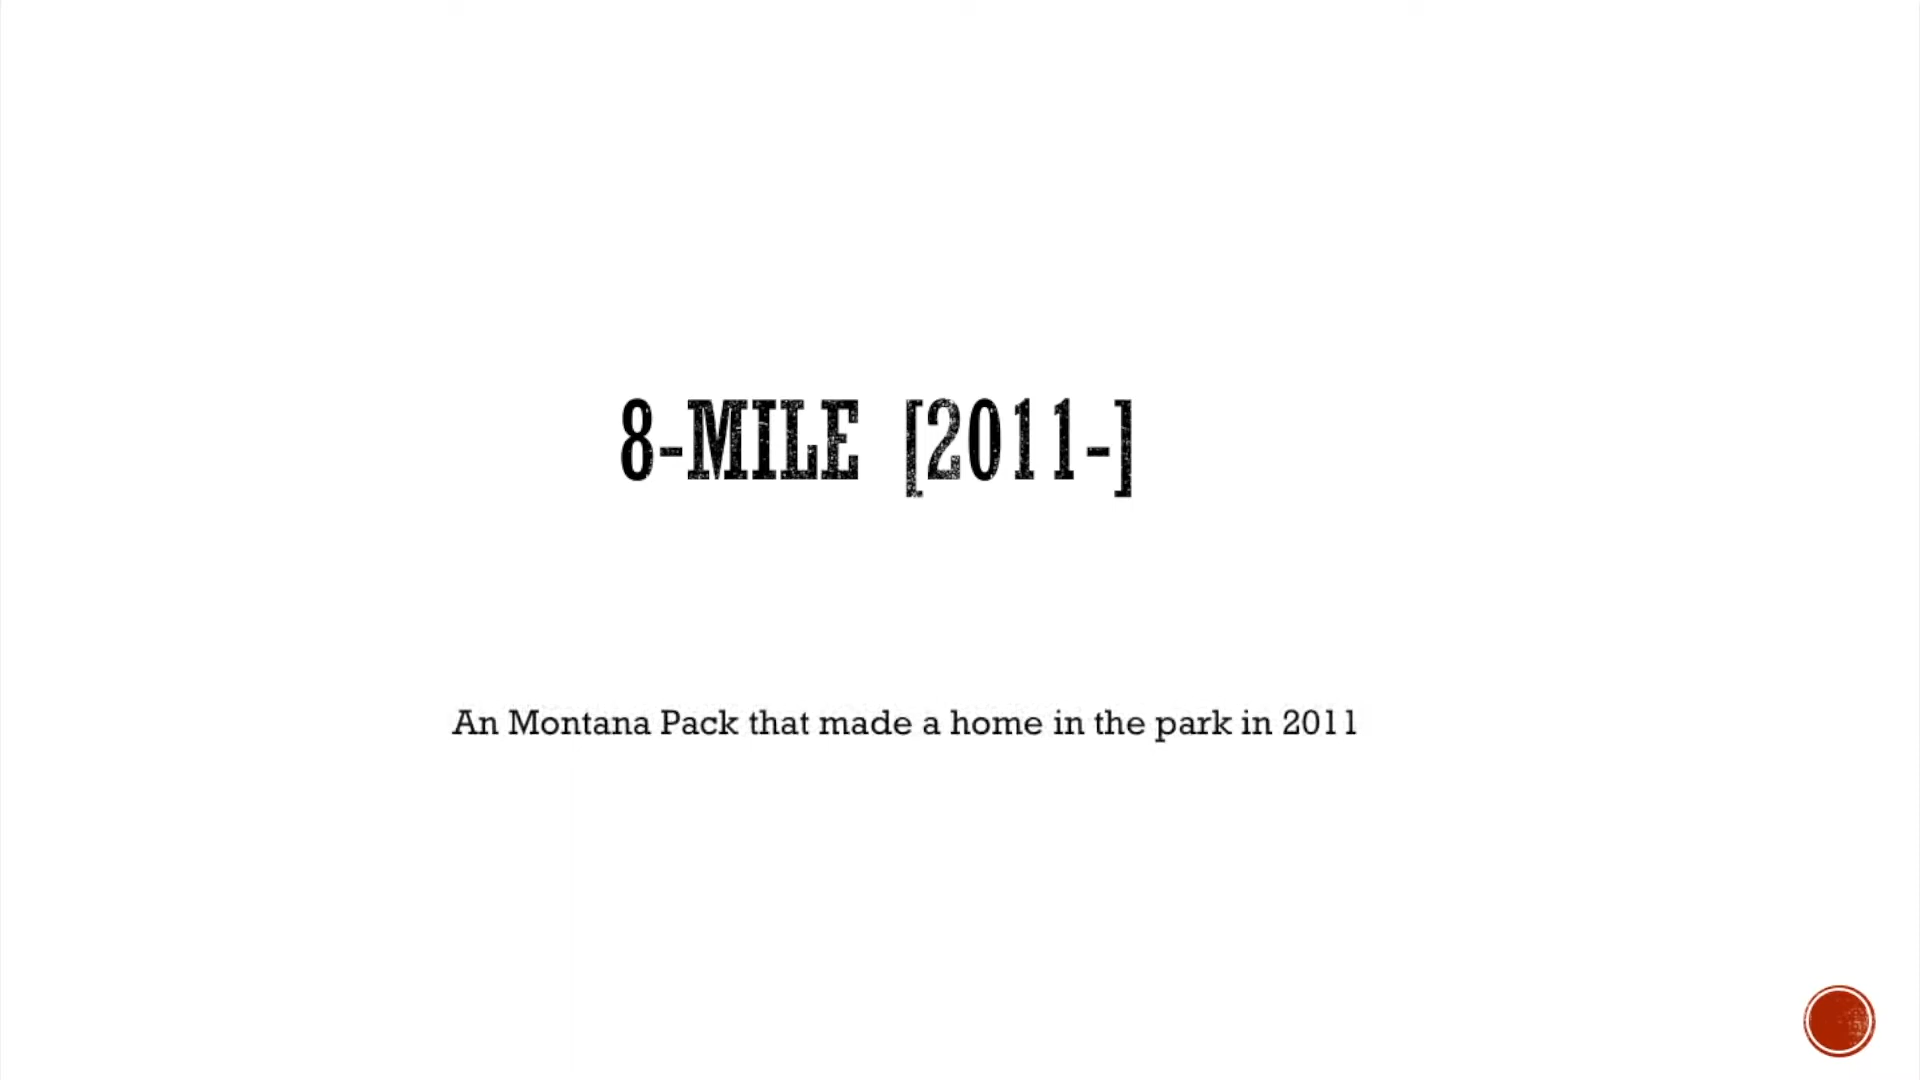 8-MILE [2011-]
An Montana Pack that made a home in the park in 2011